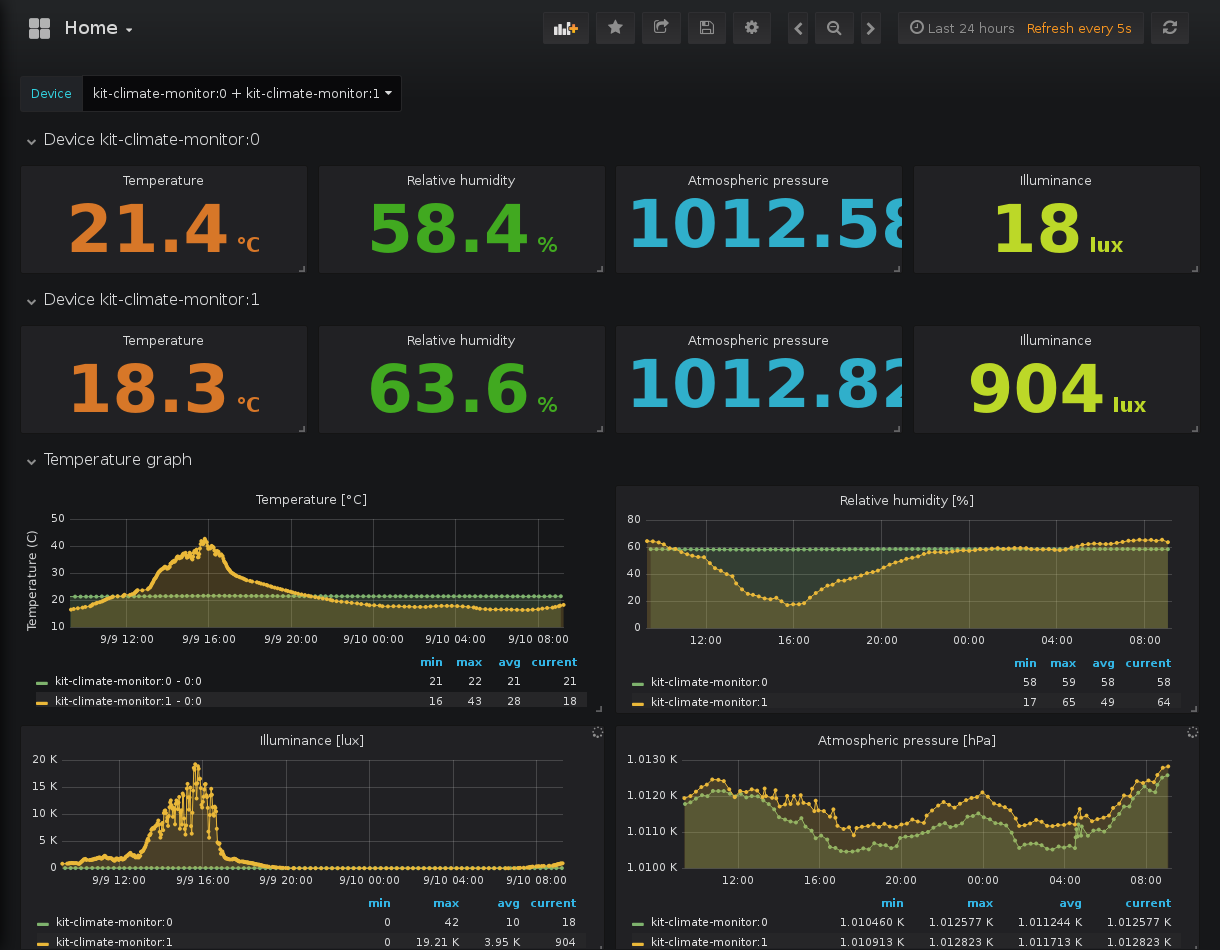 Home
Last 24 hours Refresh every 5s
Device kit-climate-monitor:0 + kit-climate-monitor:1
Device kit-climate-monitor:0
Temperature Relative humidity Atmospheric pressure Illuminance
21.4 °C 58.4 % 1012.58 18 lux
Device kit-climate-monitor:1
Temperature Relative humidity Atmospheric pressure Illuminance
18.3 °C 63.6 % 1012.82 904 lux
Temperature graph
Temperature [°C]
Temperature (C)
50
40
30
20
10
9/9 12:00 9/9 16:00 9/9 20:00 9/10 00:00 9/10 04:00 9/10 08:00
min max avg current
kit-climate-monitor:0 - 0:0 21 22 21 21
kit-climate-monitor:1 - 0:0 16 43 28 18
Relative humidity [%]
80
60
40
20
0
12:00 16:00 20:00 00:00 04:00 08:00
min max avg current
kit-climate-monitor:0 58 59 58 58
kit-climate-monitor:1 17 65 49 64
Illuminance [lux]
20 K
15 K
10 K
5 K
0
9/9 12:00 9/9 16:00 9/9 20:00 9/10 00:00 9/10 04:00 9/10 08:00
min max avg current
kit-climate-monitor:0 0 42 10 18
kit-climate-monitor:1 0 19.21 K 3.95 K 904
Atmospheric pressure [hPa]
1.0130 K
1.0120 K
1.0110 K
1.0100 K
12:00 16:00 20:00 00:00 04:00 08:00
min max avg current
kit-climate-monitor:0 1.010460 K 1.012577 K 1.011244 K 1.012577 K
kit-climate-monitor:1 1.010913 K 1.012823 K 1.011713 K 1.012823 K